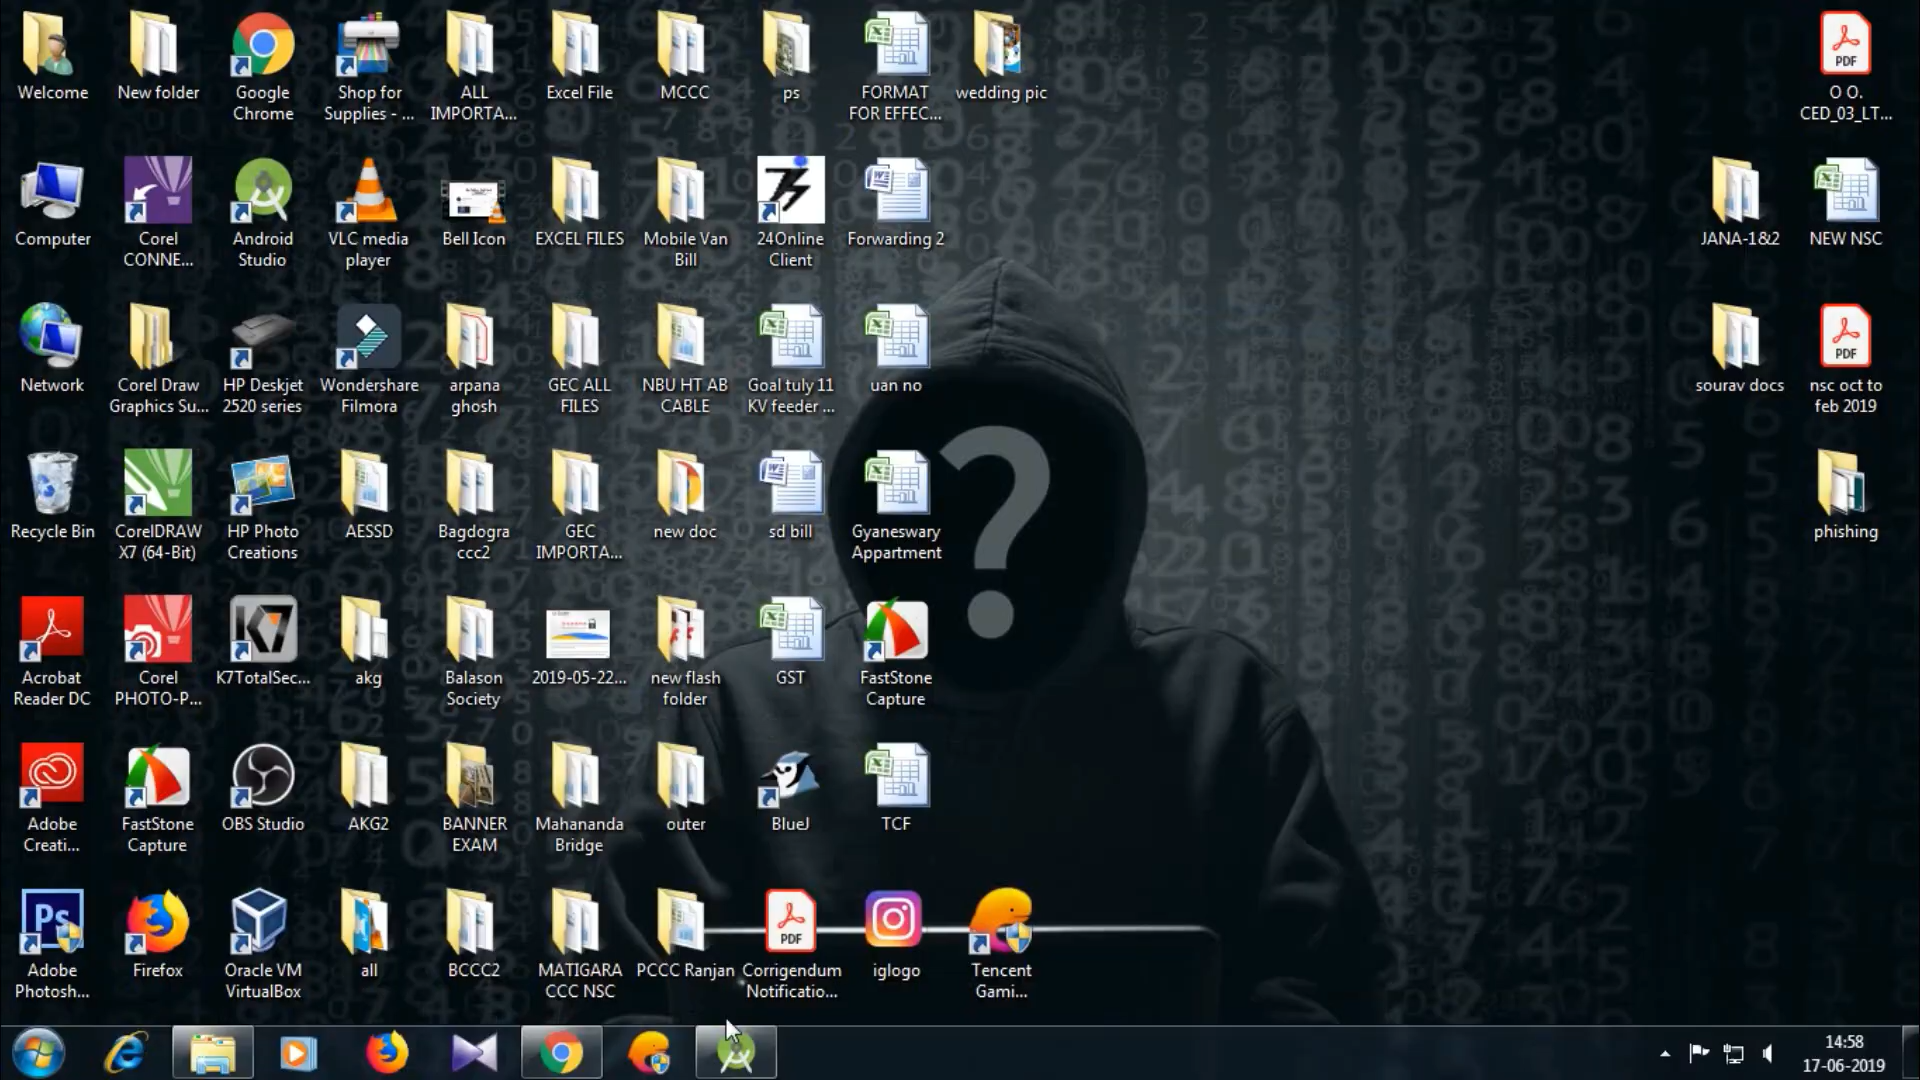 Welcome
New folder
Google
Chrome
Shop for
Supplies - ...
ALL
IMPORTA...
Excel File
MCCC
ps
FORMAT
FOR EFFEC...
wedding pic
PDF
O O.
CED_03_LT...
Computer
Corel
CONNE...
Android
Studio
VLC media
player
Bell Icon
EXCEL FILES
Mobile Van
Bill
24Online
Client
Forwarding 2
JANA-1&2
NEW NSC
Network
Corel Draw
Graphics Su...
HP Deskjet
2520 series
Wondershare
Filmora
arpana
ghosh
GEC ALL
FILES
NBU HT AB
CABLE
Goal tuly 11
KV feeder ...
uan no
sourav docs
PDF
nsc oct to
feb 2019
Recycle Bin
CorelDRAW
X7 (64-Bit)
HP Photo
Creations
AESSD
Bagdogra
ccc2
GEC
IMPORTA...
new doc
sd bill
Gyaneswary
Appartment
phishing
Acrobat
Reader DC
Corel
PHOTO-P...
K7TotalSec...
akg
Balason
Society
2019-05-22...
new flash
folder
GST
FastStone
Capture
Adobe
Creati...
FastStone
Capture
OBS Studio
AKG2
BANNER
EXAM
Mahananda
Bridge
outer
BlueJ
TCF
Ps
Adobe
Photosh...
Firefox
Oracle VM
VirtualBox
all
BCCC2
MATIGARA
CCC NSC
PCCC Ranjan
PDF
Corrigendum
Notificatio...
iglogo
Tencent
Gami...
14:58
17-06-2019